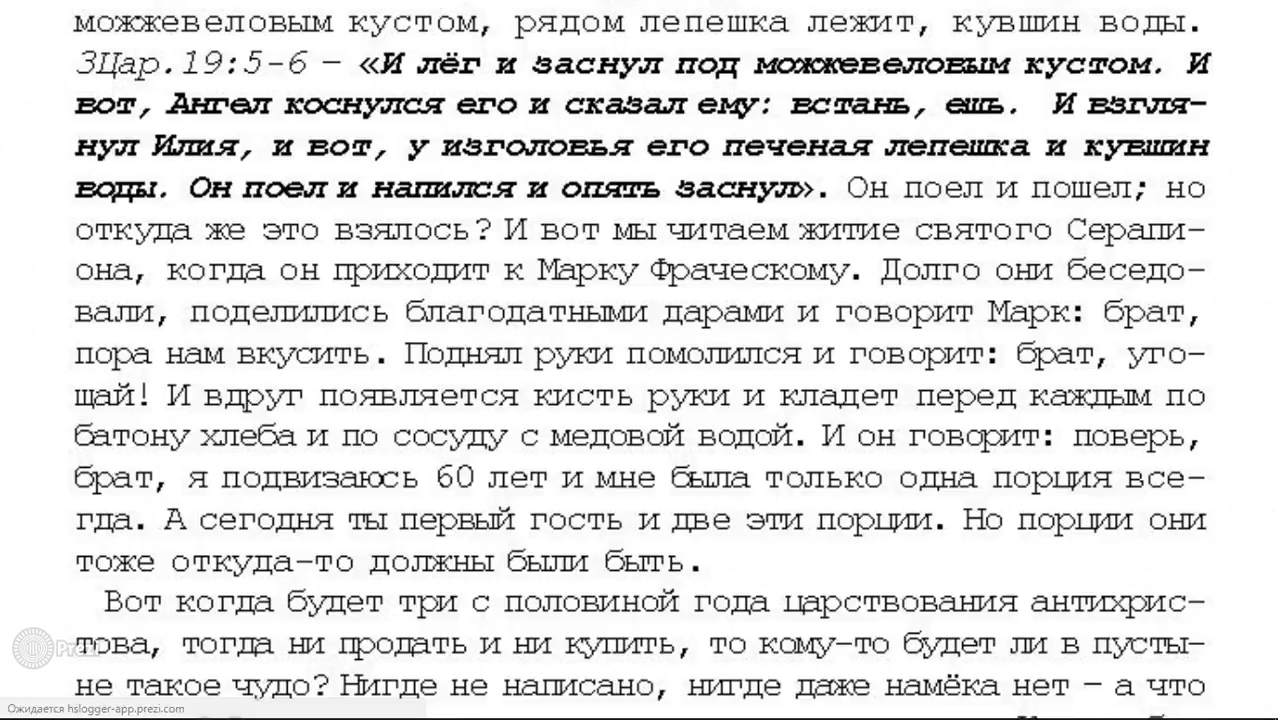 можжевеловым кустом, рядом лепешка лежит, кувшин воды.
3Цар.19:5-6 – «И лёг и заснул под можжевеловым кустом. И
вот, Ангел коснулся его и сказал ему: встань, ешь. И взгля-
нул Илия, и вот, у изголовья его печеная лепешка и кувшин
воды. Он поел и напился и опять заснул». Он поел и пошел; но
откуда же это взялось? И вот мы читаем житие святого Серапи-
она, когда он приходит к Марку Фраческому. Долго они беседо-
вали, поделились благодатными дарами и говорит Марк: брат,
пора нам вкусить. Поднял руки помолился и говорит: брат, уго-
щай! И вдруг появляется кисть руки и кладет перед каждым по
батону хлеба и по сосуду с медовой водой. И он говорит: поверь,
брат, я подвизаюсь 60 лет и мне была только одна порция все-
гда. А сегодня ты первый гость и две эти порции. Но порции они
тоже откуда-то должны были быть.
Вот когда будет три с половиной года царствования антихрис-
това, тогда ни продать и ни купить, то кому-то будет ли в пусты-
не такое чудо? Нигде не написано, нигде даже намёка нет – а что
Prezi
Ожидается hslogger-app.prezi.com